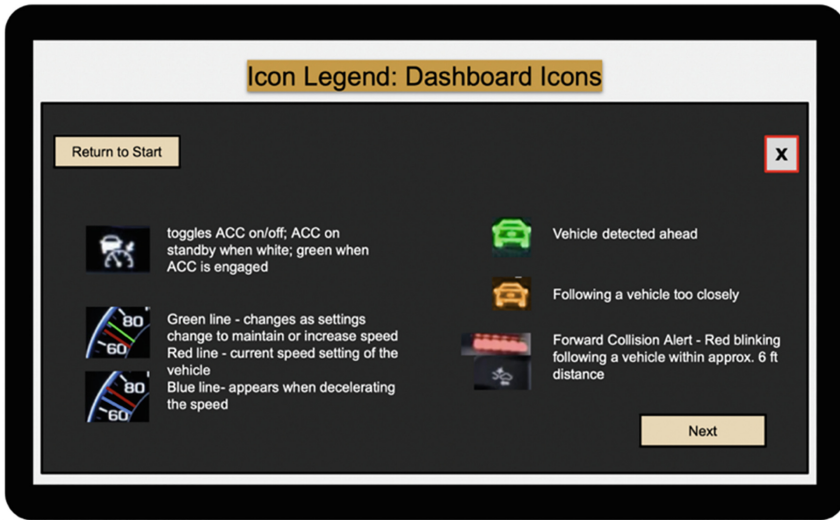 Icon Legend: Dashboard Icons
Return to Start
X
toggles ACC on/off; ACC on
standby when white; green when
ACC is engaged
80
60
Green line - changes as settings
change to maintain or increase speed
Red line - current speed setting of the
vehicle
Blue line- appears when decelerating
the speed
80
60
Vehicle detected ahead
Following a vehicle too closely
Forward Collision Alert - Red blinking
following a vehicle within approx. 6 ft
distance
Next